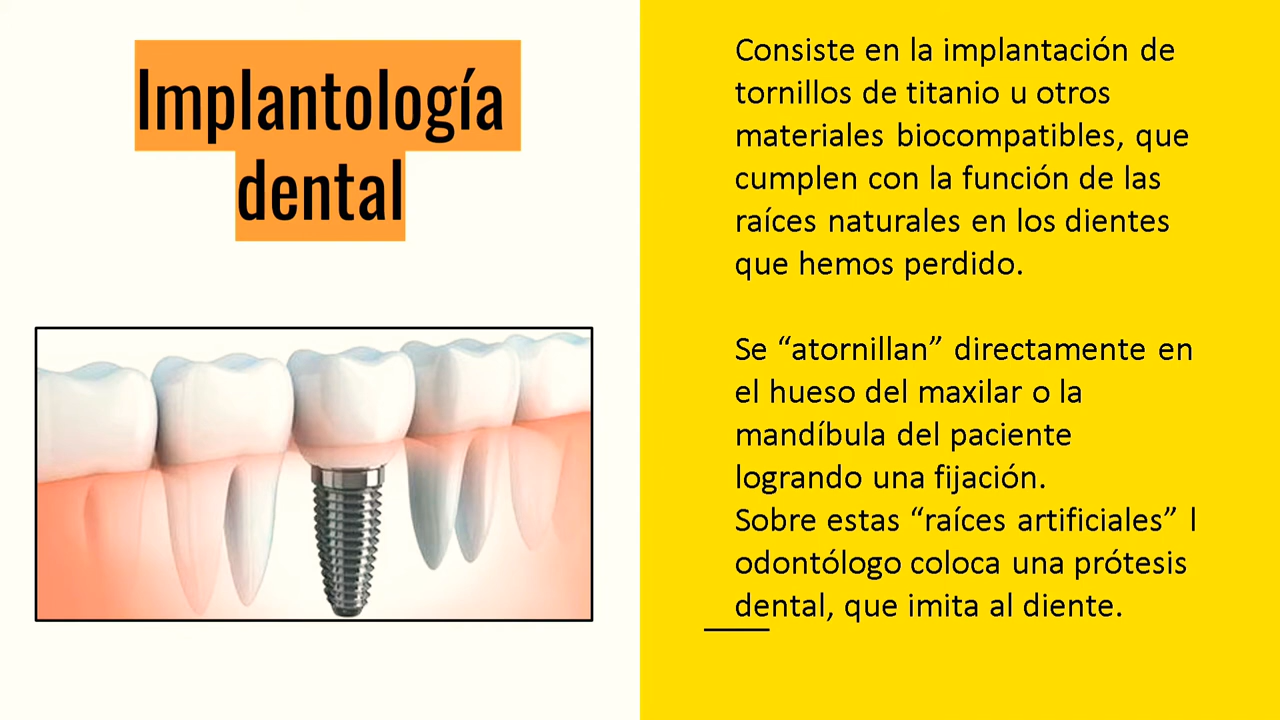 Implantología
dental
Consiste en la implantación de
tornillos de titanio u otros
materiales biocompatibles, que
cumplen con la función de las
raíces naturales en los dientes
que hemos perdido.
Se “atornillan” directamente en
el hueso del maxilar o la
mandíbula del paciente
logrando una fijación.
Sobre estas “raíces artificiales” l
odontólogo coloca una prótesis
dental, que imita al diente.